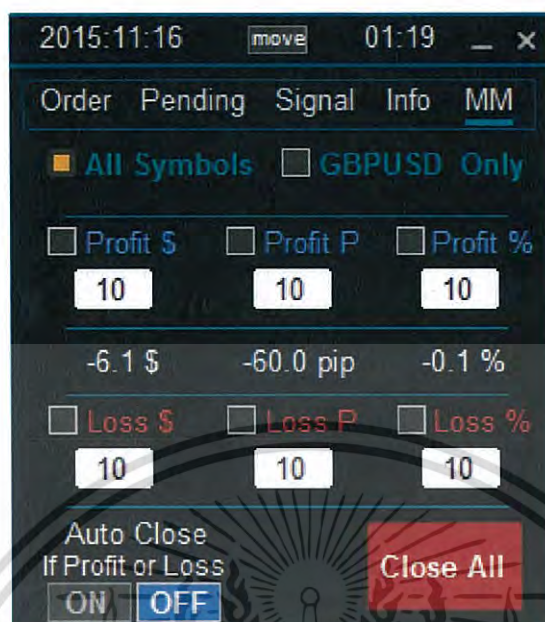 2015:11:16 move 01:19
Order Pending Signal Info MM
All Symbols GBPUSD Only
Profit $ Profit P Profit %
10 10 10
-6.1 $ -60.0 pip -0.1 %
Loss $ Loss P Loss %
10 10 10
Auto Close
If Profit or Loss
ON OFF
Close All